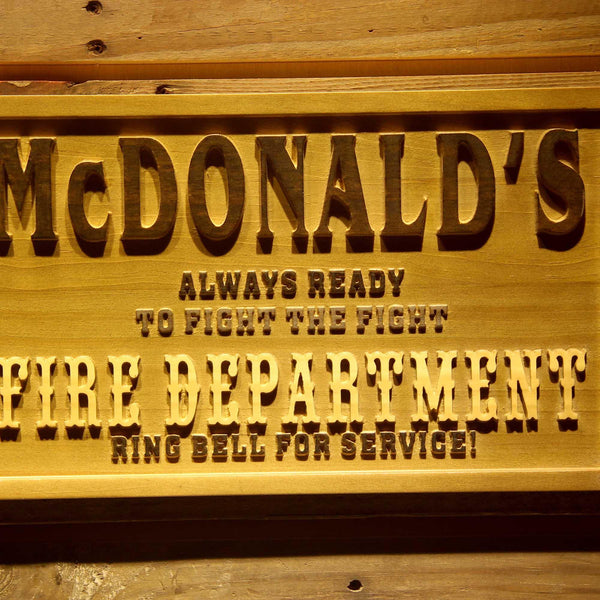 McDONALD'S
ALWAYS READY
TO FIGHT THE FIGHT
FIRE DEPARTMENT
RING BELL FOR SERVICE!